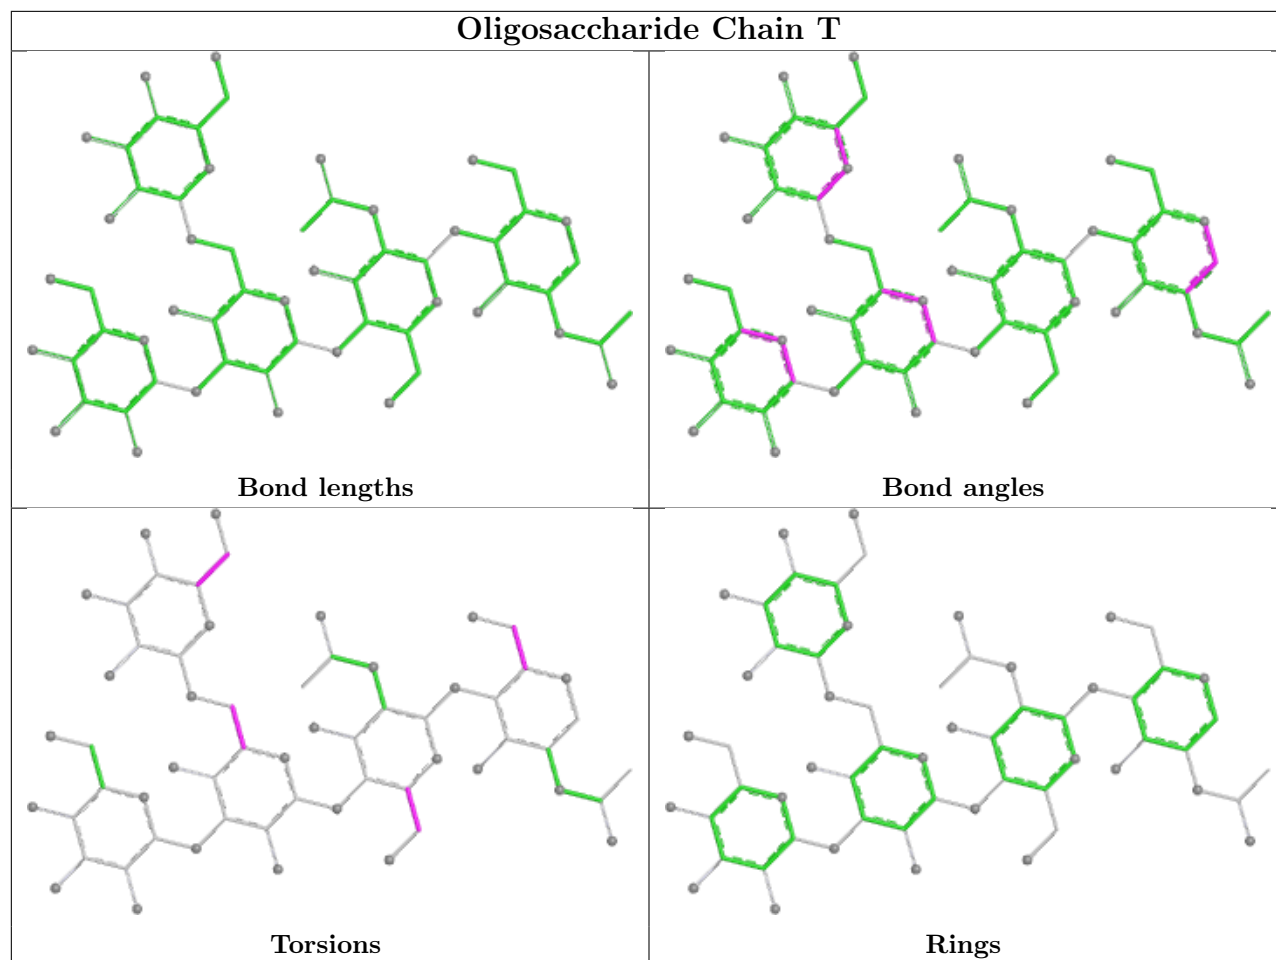 Oligosaccharide Chain T
Bond lengths
Bond angles
Torsions
Rings